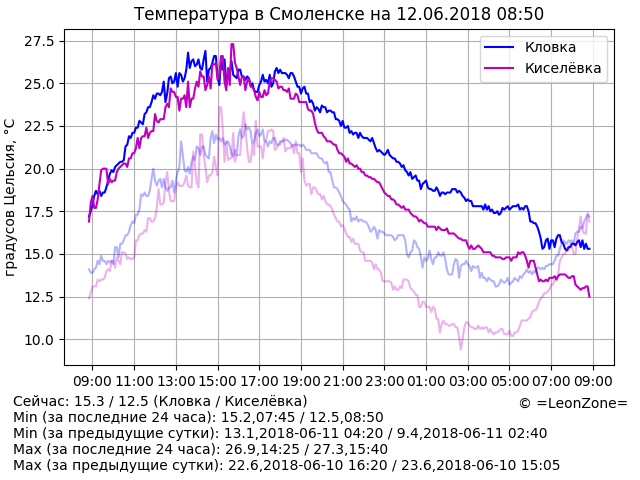 Температура в Смоленске на 12.06.2018 08:50
27.5
25.0
22.5
20.0
17.5
15.0
12.5
10.0
градусов Цельсия, °C
Кловка
Киселёвка
09:00 11:00 13:00 15:00 17:00 19:00 21:00 23:00 01:00 03:00 05:00 07:00 09:00
Сейчас: 15.3 / 12.5 (Кловка / Киселёвка)
© =LeonZone=
Min (за последние 24 часа): 15.2,07:45 / 12.5,08:50
Min (за предыдущие сутки): 13.1,2018-06-11 04:20 / 9.4,2018-06-11 02:40
Max (за последние 24 часа): 26.9,14:25 / 27.3,15:40
Max (за предыдущие сутки): 22.6,2018-06-10 16:20 / 23.6,2018-06-10 15:05